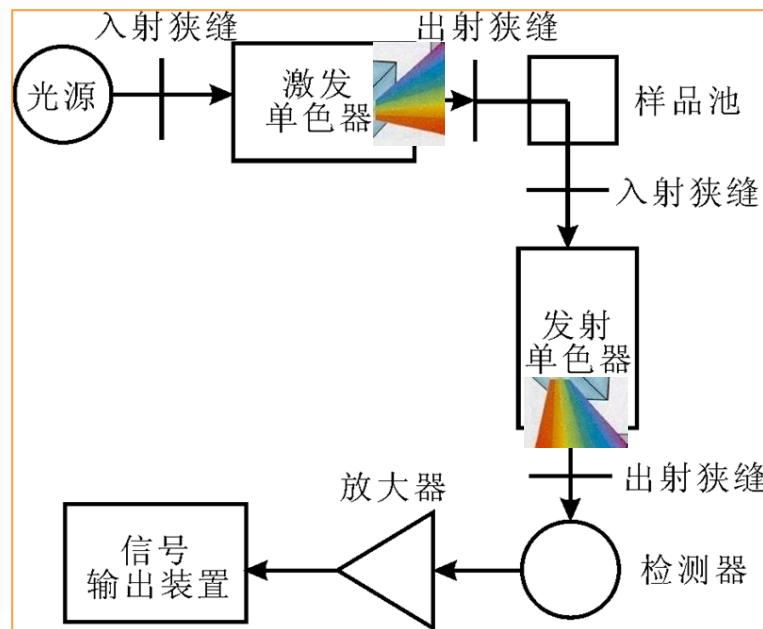 入射狭缝
出射狭缝
光源
激发
单色器
样品池
入射狭缝
发射
单色器
出射狭缝
放大器
信号
输出装置
检测器